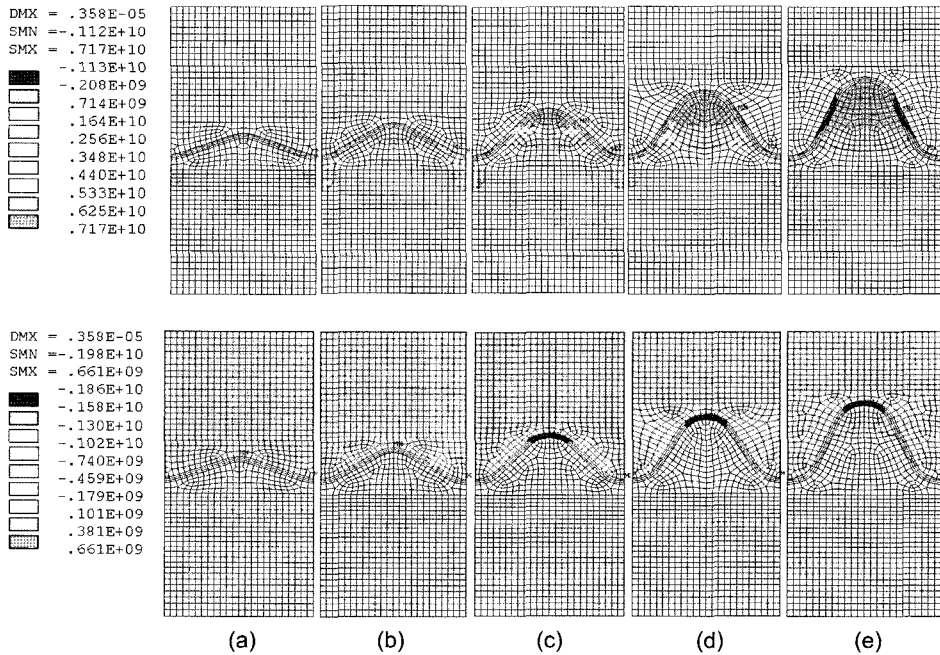 DMX = .358E-05
SMN =-.112E+10
SMX = .717E+10
-.113E+10
-.208E+09
.714E+09
.164E+10
.256E+10
.348E+10
.440E+10
.533E+10
.625E+10
.717E+10
DMX = .358E-05
SMN =-.198E+10
SMX = .661E+09
-.186E+10
-.158E+10
-.130E+10
-.102E+10
-.740E+09
-.459E+09
-.179E+09
.101E+09
.381E+09
.661E+09
(a) (b) (c) (d) (e)